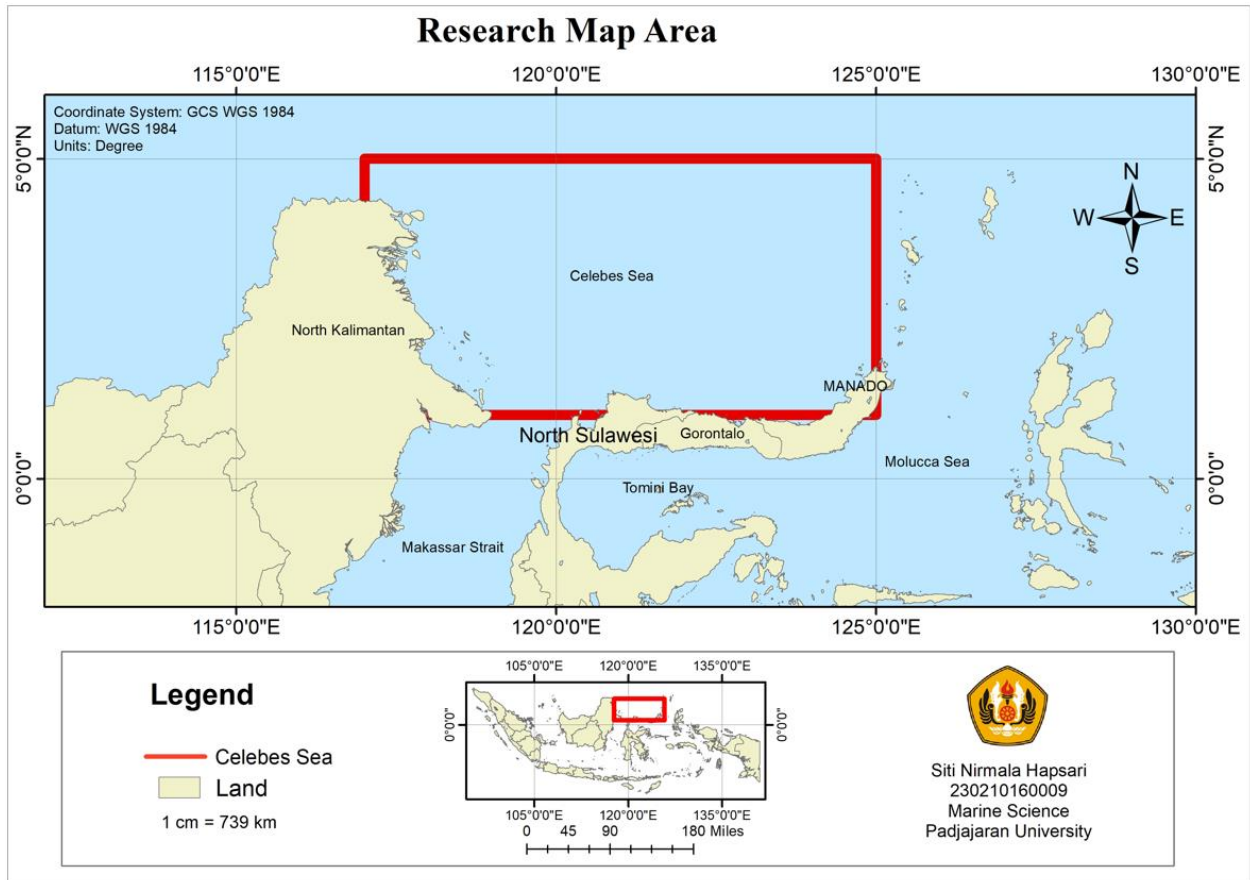 Research Map Area
115°0'0"E
120°0'0"E
125°0'0"E
130°0'0"E
Coordinate System: GCS WGS 1984
Datum: WGS 1984
Units: Degree
5°0'0"N
5°0'0"N
N
W
E
S
Celebes Sea
North Kalimantan
MANADO
North Sulawesi
Gorontalo
Molucca Sea
0°0'0"
0°0'0"
Tomini Bay
Makassar Strait
115°0'0"E
120°0'0"E
125°0'0"E
130°0'0"E
Legend
Celebes Sea
Land
1 cm = 739 km
105°0'0"E
120°0'0"E
135°0'0"E
0°0'0"
0°0'0"
105°0'0"E
120°0'0"E
135°0'0"E
0 45 90 180 Miles
Siti Nirmala Hapsari
230210160009
Marine Science
Padjajaran University